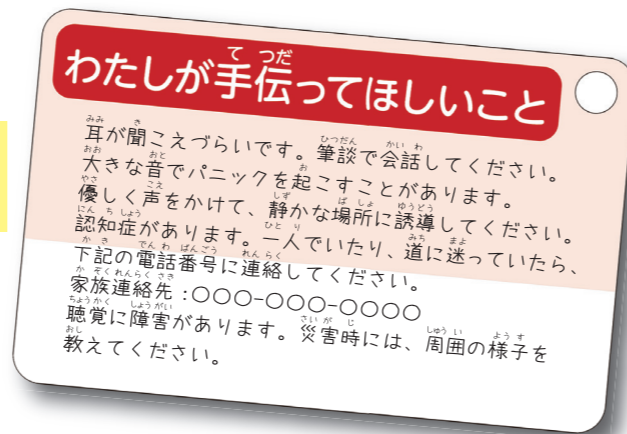 わたしが手伝ってほしいこと
耳が聞こえづらいです。筆談で会話してください。
大きな音でパニックを起こすことがあります。
優しく声をかけて、静かな場所に誘導してください。
認知症があります。一人でいたり、道に迷っていたら、
下記の電話番号に連絡してください。
家族連絡先:○○○-○○○-○○○○
聴覚に障害があります。災害時には、周囲の様子を
教えてください。